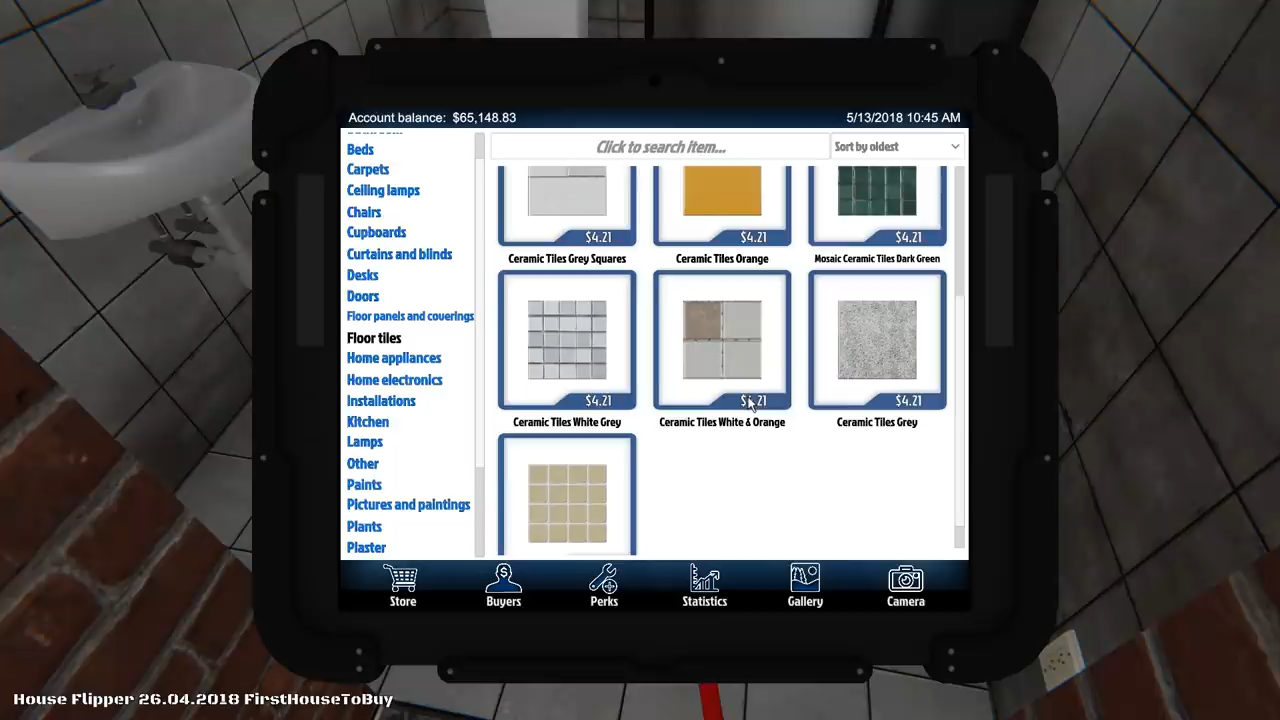 Account balance: $65,148.83
5/13/2018 10:45 AM
Beds
Carpets
Ceiling lamps
Chairs
Cupboards
Curtains and blinds
Desks
Doors
Floor panels and coverings
Floor tiles
Home appliances
Home electronics
Installations
Kitchen
Lamps
Other
Paints
Pictures and paintings
Plants
Plaster
Click to search item...
Sort by oldest
$4.21
$4.21
$4.21
Ceramic Tiles Grey Squares
Ceramic Tiles Orange
Mosaic Ceramic Tiles Dark Green
$4.21
$4.21
$4.21
Ceramic Tiles White Grey
Ceramic Tiles White & Orange
Ceramic Tiles Grey
Store
Buyers
Perks
Statistics
Gallery
Camera
House Flipper 26.04.2018 FirstHouseToBuy